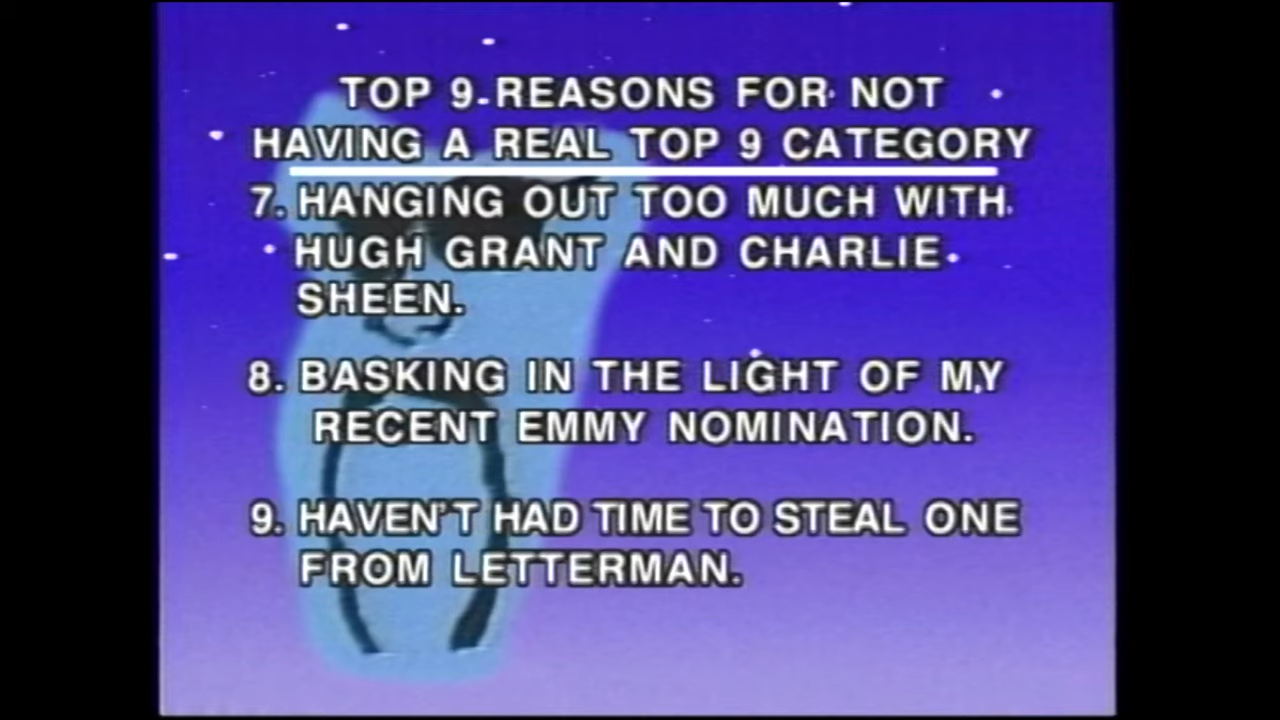 TOP 9 REASONS FOR NOT
HAVING A REAL TOP 9 CATEGORY
7. HANGING OUT TOO MUCH WITH
HUGH GRANT AND CHARLIE
SHEEN.
8. BASKING IN THE LIGHT OF MY
RECENT EMMY NOMINATION.
9. HAVEN'T HAD TIME TO STEAL ONE
FROM LETTERMAN.